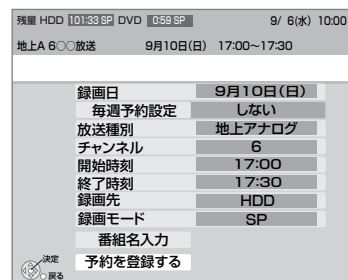 残量 HDD 101:33 SP DVD 0:59 SP 9/ 6(水) 10:00
地上A 6○○放送 9月10日(日) 17:00~17:30
録画日 9月10日(日)
毎週予約設定 しない
放送種別 地上アナログ
チャンネル 6
開始時刻 17:00
終了時刻 17:30
録画先 HDD
録画モード SP
番組名入力
予約を登録する
決定
戻る